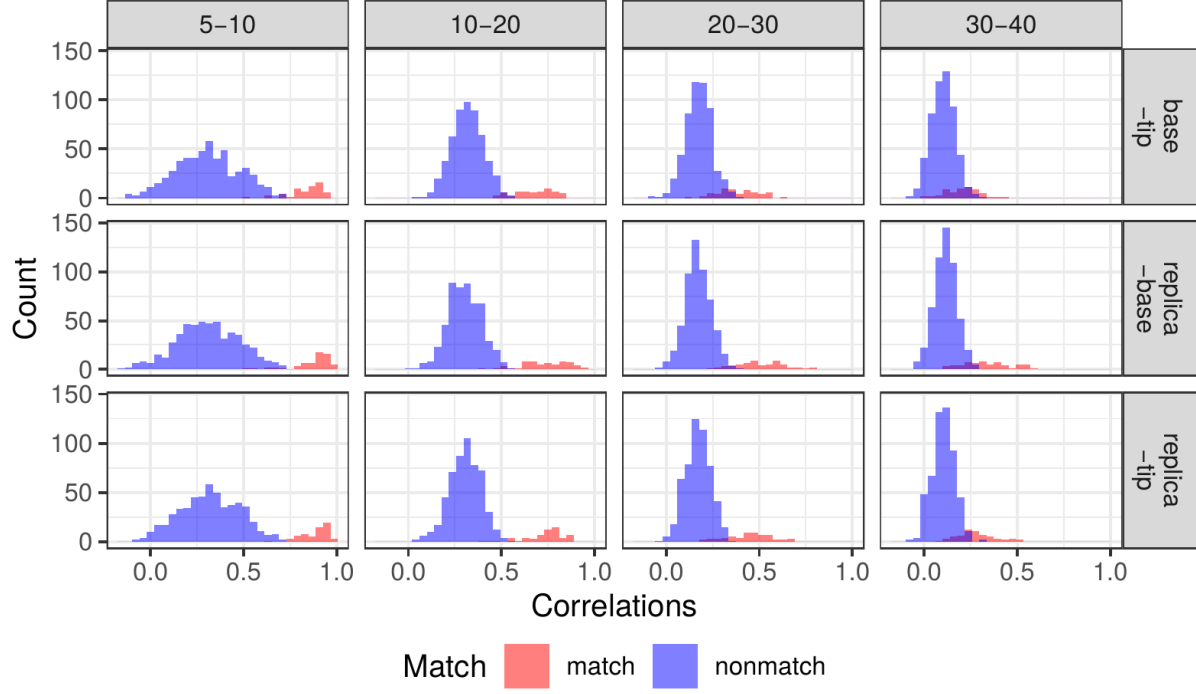 5−10 10−20 20−30 30−40
150
100
50
0
base
−tip
150
100
50
0
replica
−base
150
100
50
0
replica
−tip
Count
0.0 0.5 1.0 0.0 0.5 1.0 0.0 0.5 1.0 0.0 0.5 1.0
Correlations
Match match nonmatch